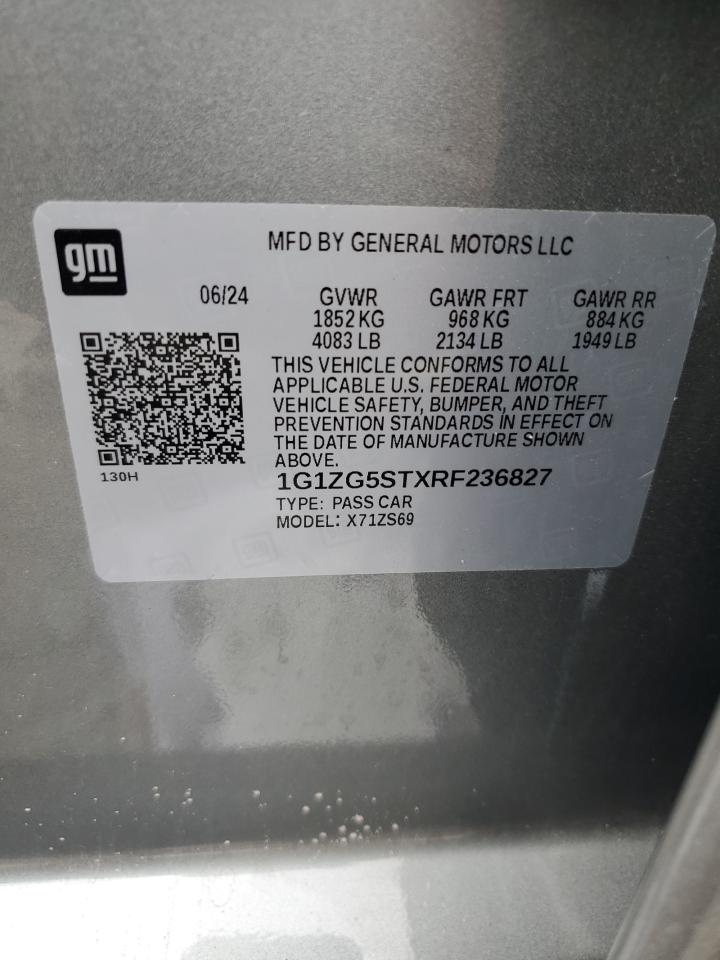 gm
MFD BY GENERAL MOTORS LLC
06/24 GVWR GAWR FRT GAWR RR
1852 KG 968 KG 884 KG
4083 LB 2134 LB 1949 LB
THIS VEHICLE CONFORMS TO ALL
APPLICABLE U.S. FEDERAL MOTOR
VEHICLE SAFETY, BUMPER, AND THEFT
PREVENTION STANDARDS IN EFFECT ON
THE DATE OF MANUFACTURE SHOWN
ABOVE.
130H
1G1ZG5STXRF236827
TYPE: PASS CAR
MODEL: X71ZS69